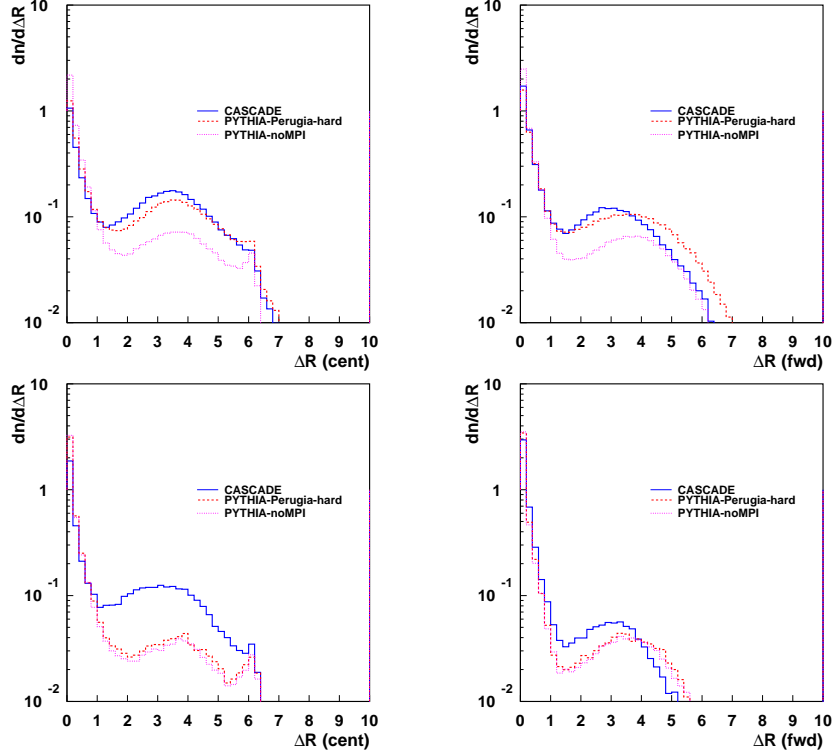 dn/dΔR
10
1
10 -1
10 -2
CASCADE
PYTHIA-Perugia-hard
PYTHIA-noMPI
0 1 2 3 4 5 6 7 8 9 10
ΔR (cent)
dn/dΔR
10
1
10 -1
10 -2
CASCADE
PYTHIA-Perugia-hard
PYTHIA-noMPI
0 1 2 3 4 5 6 7 8 9 10
ΔR (fwd)
dn/dΔR
10
1
10 -1
10 -2
CASCADE
PYTHIA-Perugia-hard
PYTHIA-noMPI
0 1 2 3 4 5 6 7 8 9 10
ΔR (cent)
dn/dΔR
10
1
10 -1
10 -2
CASCADE
PYTHIA-Perugia-hard
PYTHIA-noMPI
0 1 2 3 4 5 6 7 8 9 10
ΔR (fwd)